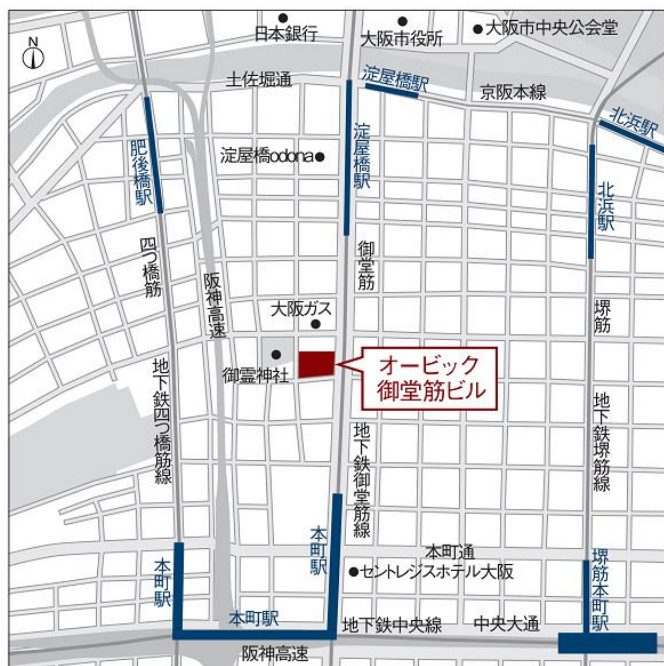 日本銀行
大阪市役所
大阪市中央公会堂
N
土佐堀通
淀屋橋駅
京阪本線
北浜駅
肥後橋駅
淀屋橋odona
淀屋橋駅
北浜駅
四つ橋筋
阪神高速
御堂筋
堺筋
大阪ガス
御霊神社
オービック
御堂筋ビル
地下鉄四つ橋筋線
地下鉄御堂筋線
地下鉄堺筋線
本町駅
本町駅
本町通
セントレジスホテル大阪
堺筋本町駅
本町駅
地下鉄中央線
中央大通
阪神高速